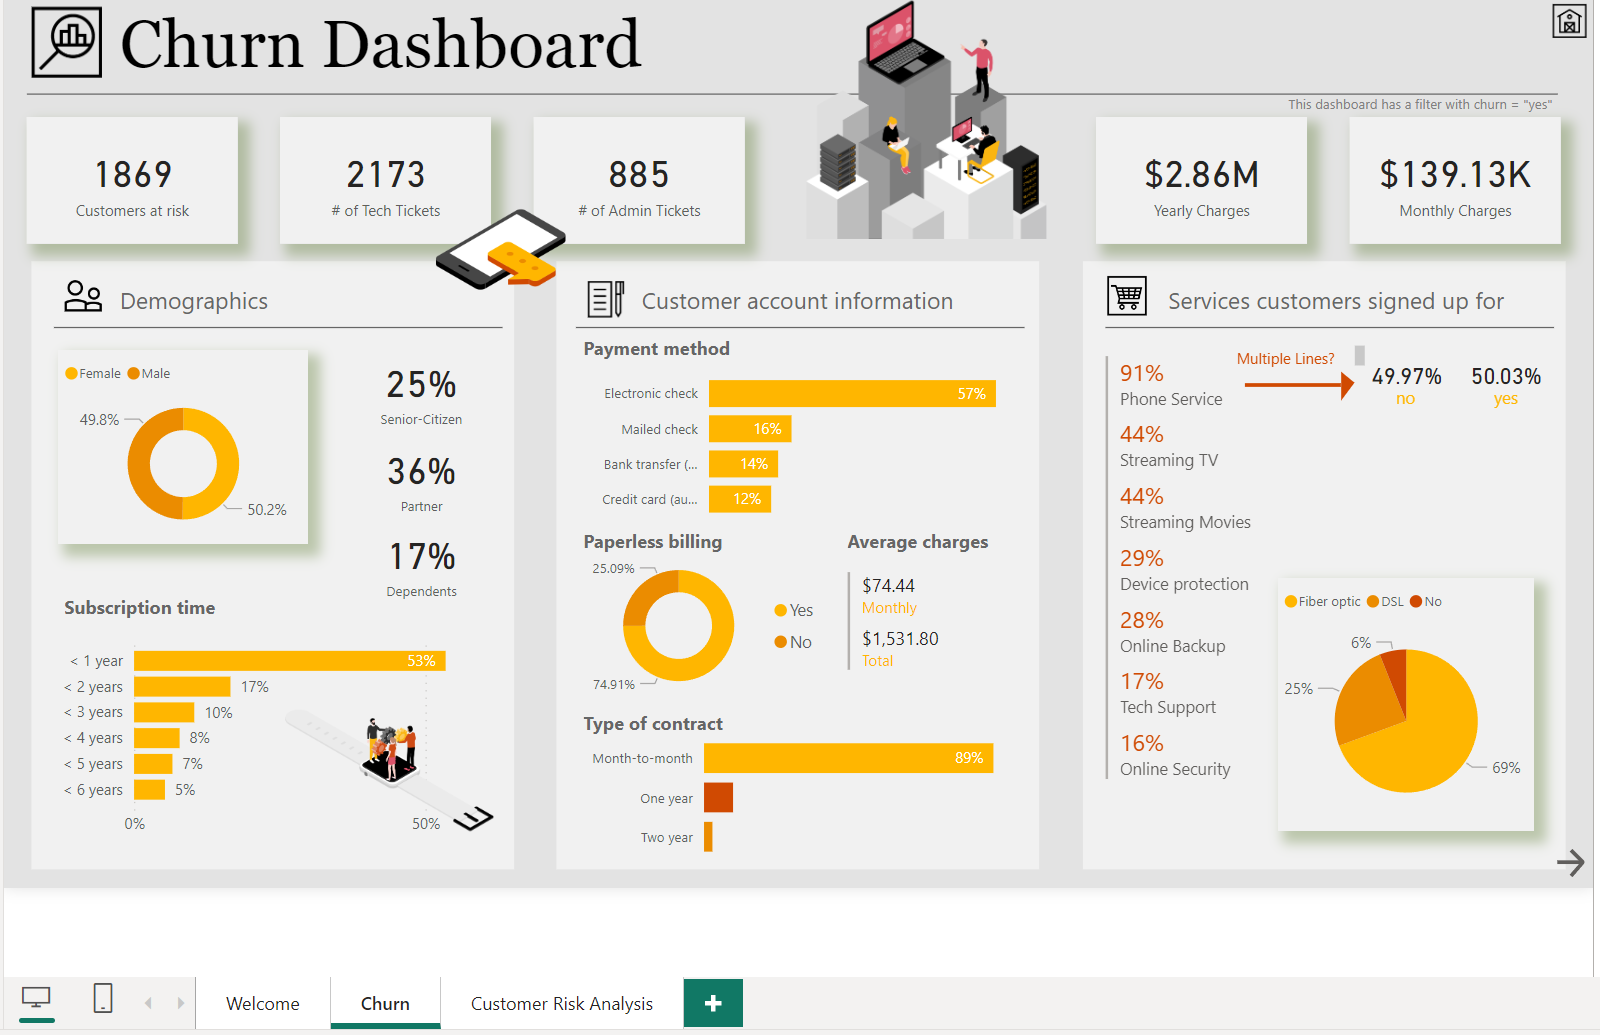 Churn Dashboard
This dashboard has a filter with churn = "yes"
1869
Customers at risk
2173
# of Tech Tickets
885
# of Admin Tickets
$2.86M
Yearly Charges
$139.13K
Monthly Charges
Demographics
Female Male
49.8%
50.2%
25%
Senior-Citizen
36%
Partner
17%
Dependents
Subscription time
< 1 year 53%
< 2 years 17%
< 3 years 10%
< 4 years 8%
< 5 years 7%
< 6 years 5%
0% 50%
Customer account information
Payment method
Electronic check 57%
Mailed check 16%
Bank transfer (... 14%
Credit card (au... 12%
Paperless billing
25.09%
74.91%
Yes
No
Average charges
$74.44
Monthly
$1,531.80
Total
Type of contract
Month-to-month 89%
One year
Two year
Services customers signed up for
91%
Phone Service
Multiple Lines?
49.97%
no
50.03%
yes
44%
Streaming TV
44%
Streaming Movies
29%
Device protection
28%
Online Backup
17%
Tech Support
16%
Online Security
Fiber optic DSL No
6%
25%
69%
Welcome
Churn
Customer Risk Analysis
+